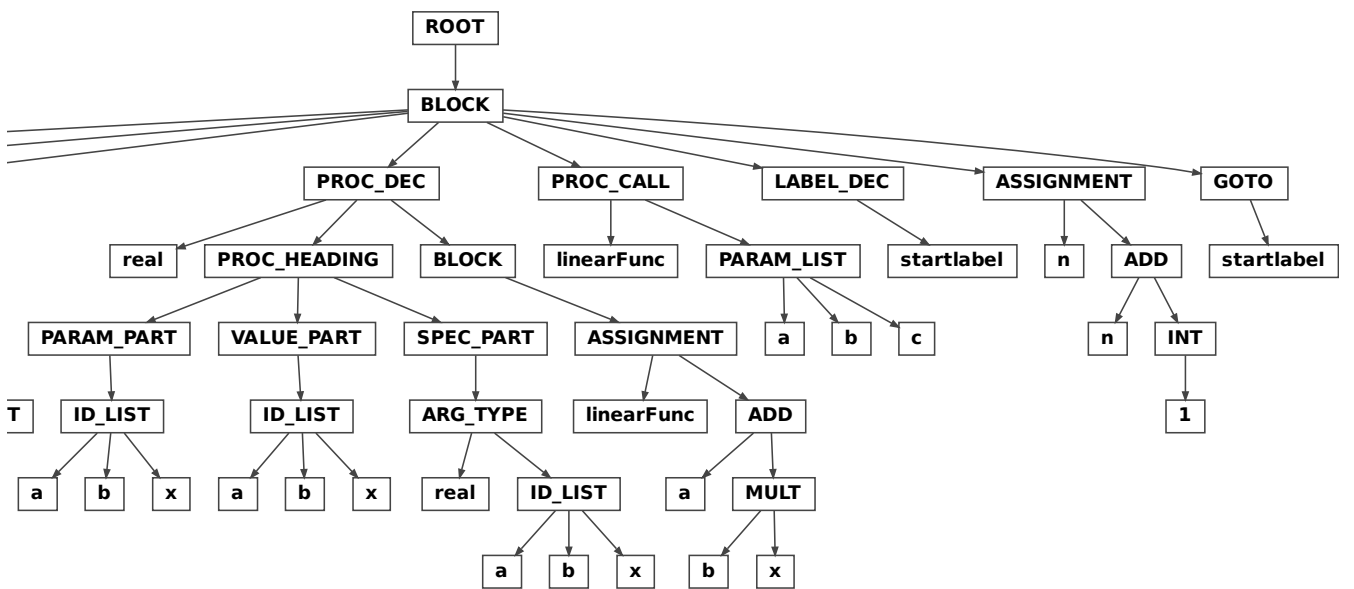 ROOT
BLOCK
PROC_DEC PROC_CALL LABEL_DEC ASSIGNMENT GOTO
real PROC_HEADING BLOCK linearFunc PARAM_LIST startlabel n ADD startlabel
PARAM_PART VALUE_PART SPEC_PART ASSIGNMENT a b c n INT
T ID_LIST ID_LIST ARG_TYPE linearFunc ADD 1
a b x a b x real ID_LIST a MULT
a b x b x